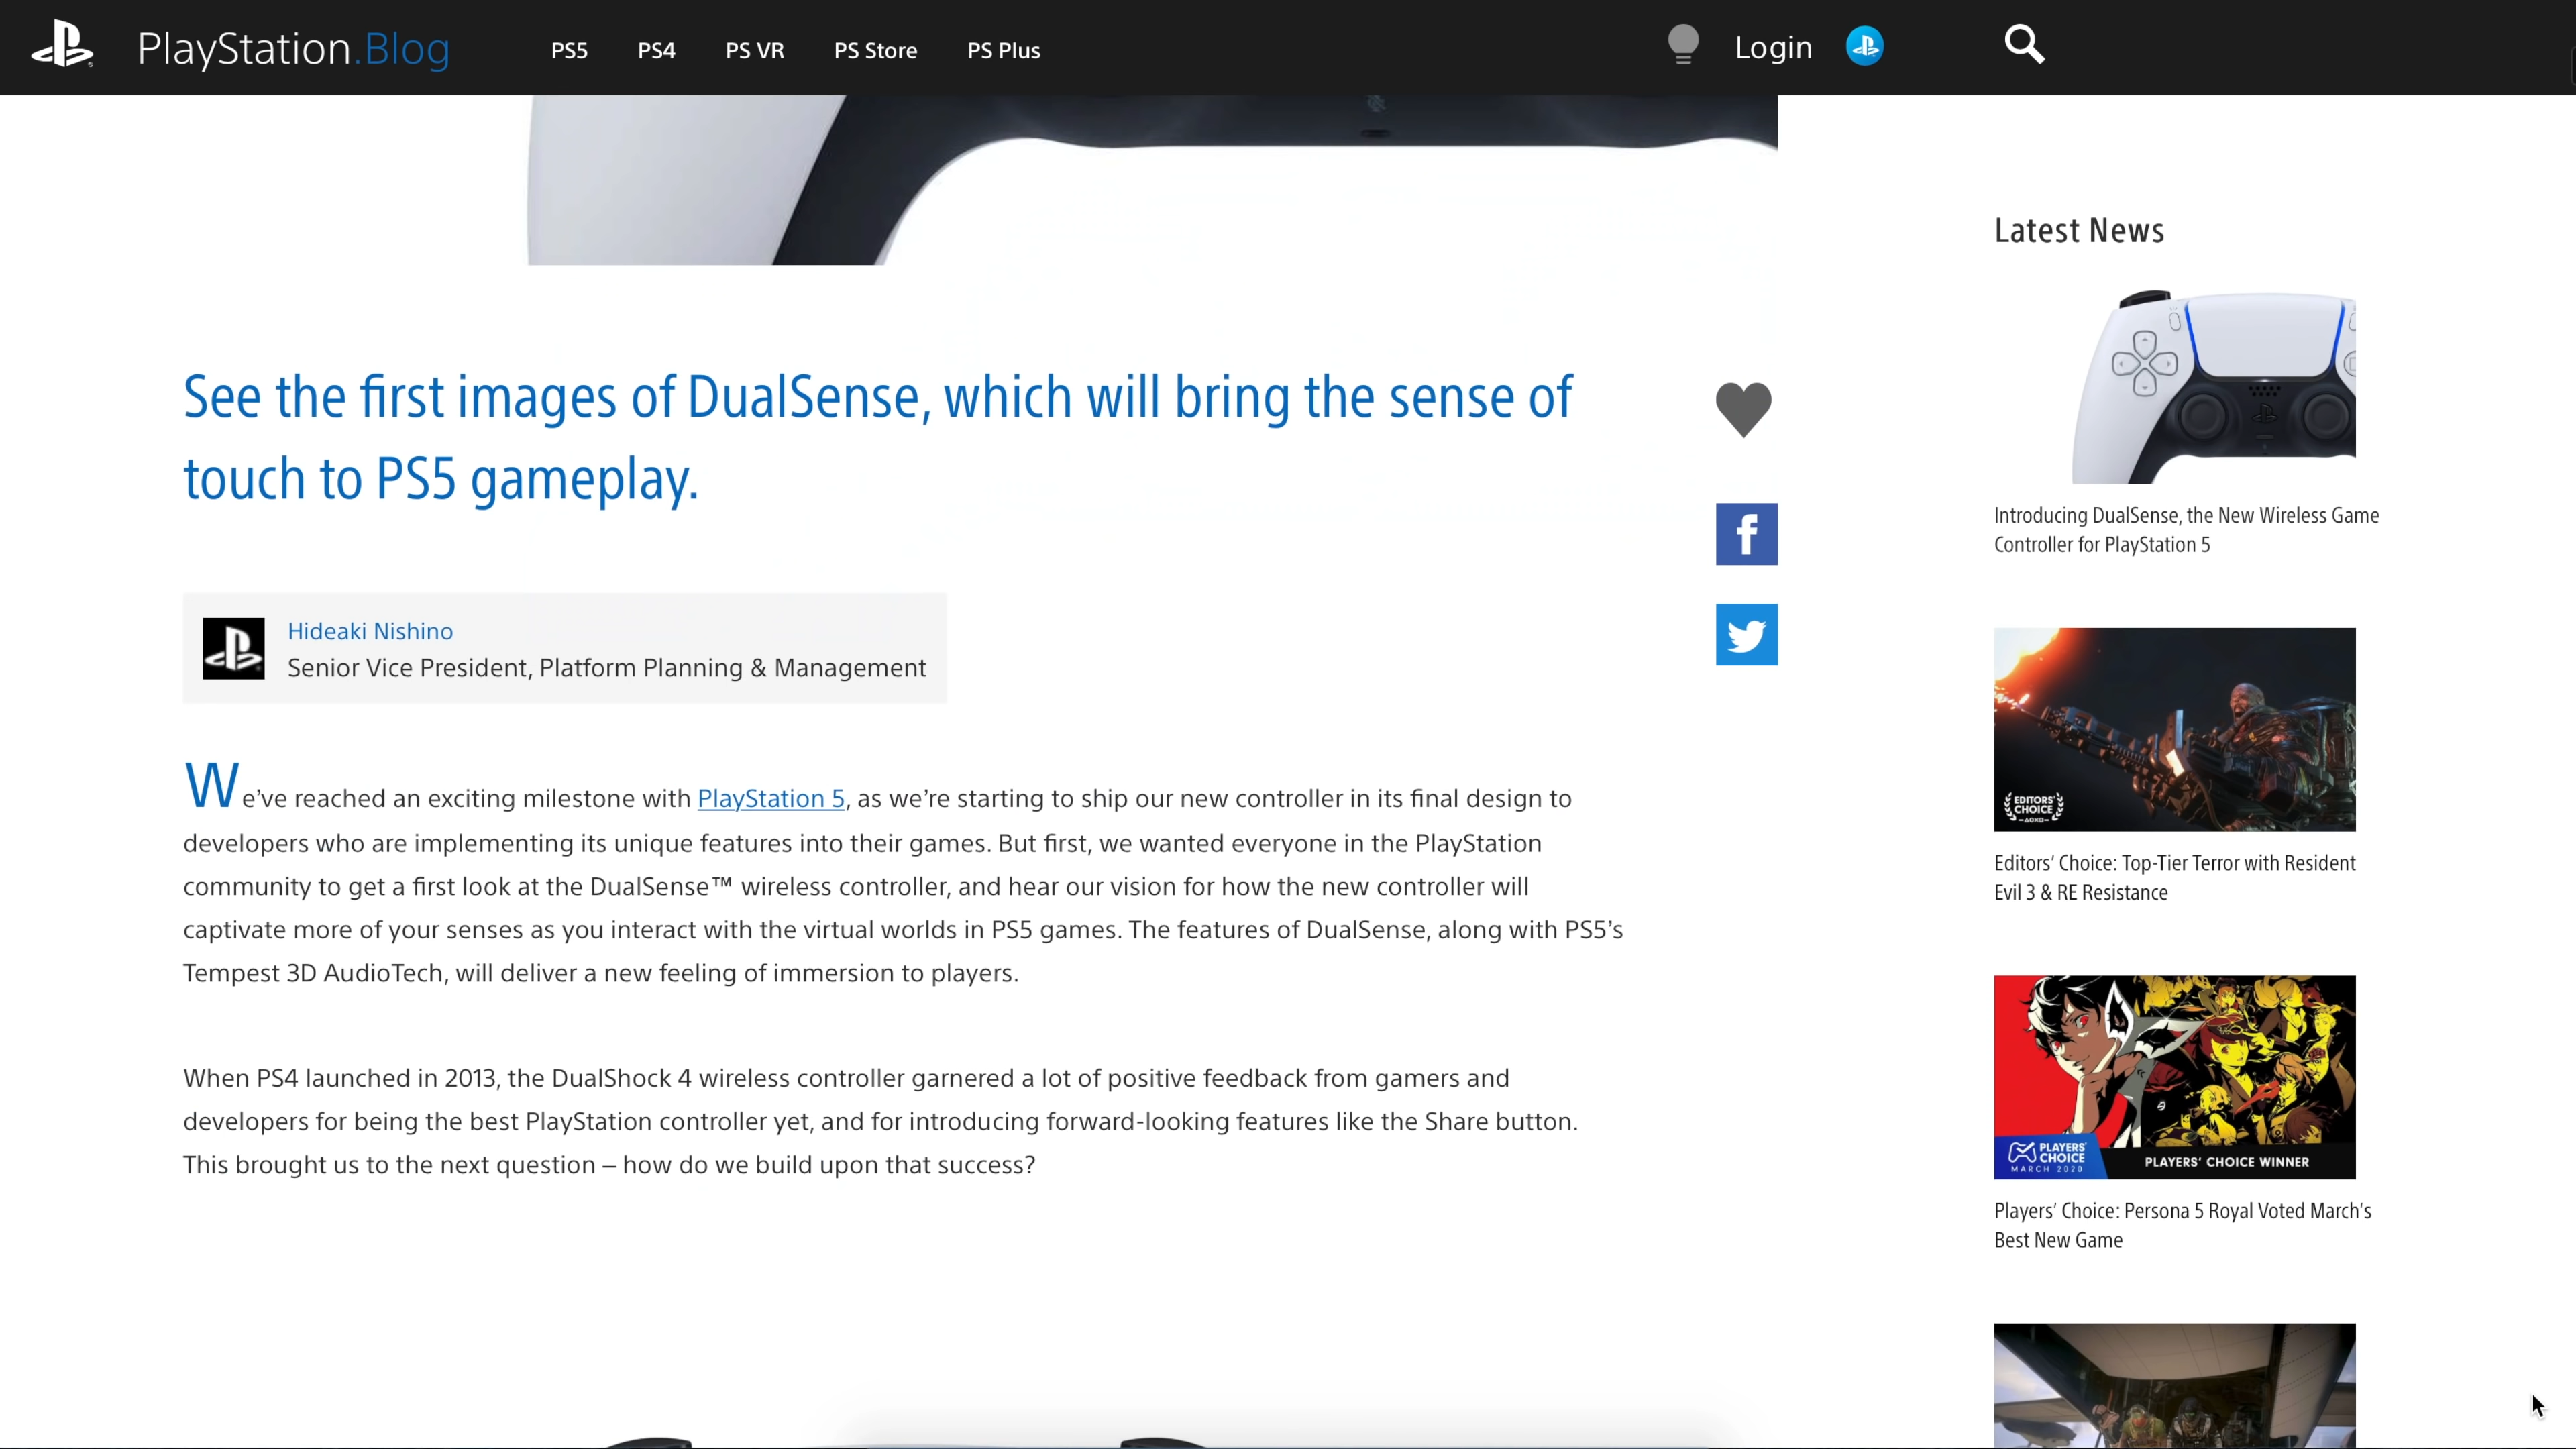 PlayStation.Blog
PS5
PS4
PS VR
PS Store
PS Plus
Login
See the first images of DualSense, which will bring the sense of
touch to PS5 gameplay.
Hideaki Nishino
Senior Vice President, Platform Planning & Management
We’ve reached an exciting milestone with PlayStation 5, as we’re starting to ship our new controller in its final design to
developers who are implementing its unique features into their games. But first, we wanted everyone in the PlayStation
community to get a first look at the DualSense™ wireless controller, and hear our vision for how the new controller will
captivate more of your senses as you interact with the virtual worlds in PS5 games. The features of DualSense, along with PS5’s
Tempest 3D AudioTech, will deliver a new feeling of immersion to players.
When PS4 launched in 2013, the DualShock 4 wireless controller garnered a lot of positive feedback from gamers and
developers for being the best PlayStation controller yet, and for introducing forward-looking features like the Share button.
This brought us to the next question – how do we build upon that success?
Latest News
Introducing DualSense, the New Wireless Game
Controller for PlayStation 5
EDITORS’
CHOICE
Editors’ Choice: Top-Tier Terror with Resident
Evil 3 & RE Resistance
PLAYERS’
CHOICE
MARCH 2020
PLAYERS’ CHOICE WINNER
Players’ Choice: Persona 5 Royal Voted March’s
Best New Game